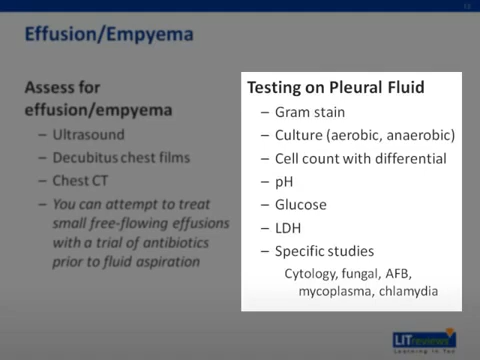 13
Effusion/Empyema
Assess for
effusion/empyema
– Ultrasound
– Decubitus chest films
– Chest CT
– You can attempt to treat
small free-flowing effusions
with a trial of antibiotics
prior to fluid aspiration
Testing on Pleural Fluid
– Gram stain
– Culture (aerobic, anaerobic)
– Cell count with differential
– pH
– Glucose
– LDH
– Specific studies
Cytology, fungal, AFB,
mycoplasma, chlamydia
LITreviews
Learning in Ten